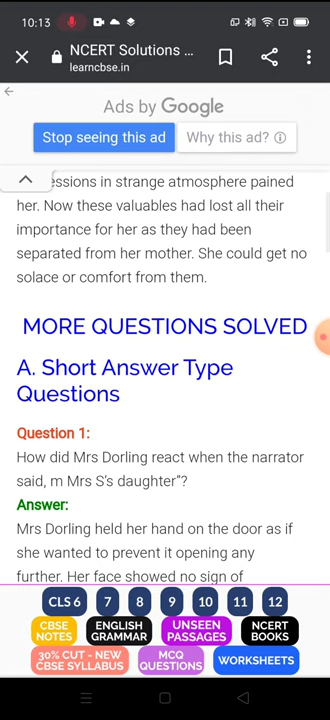 10:13
NCERT Solutions ...
learncbse.in
Ads by Google
Stop seeing this ad
Why this ad?
essions in strange atmosphere pained
her. Now these valuables had lost all their
importance for her as they had been
separated from her mother. She could get no
solace or comfort from them.
MORE QUESTIONS SOLVED
A. Short Answer Type
Questions
Question 1:
How did Mrs Dorling react when the narrator
said, m Mrs S's daughter”?
Answer:
Mrs Dorling held her hand on the door as if
she wanted to prevent it opening any
further. Her face showed no sign of
CLS 6 7 8 9 10 11 12
CBSE NOTES ENGLISH GRAMMAR UNSEEN PASSAGES NCERT BOOKS
30% CUT - NEW CBSE SYLLABUS MCQ QUESTIONS WORKSHEETS